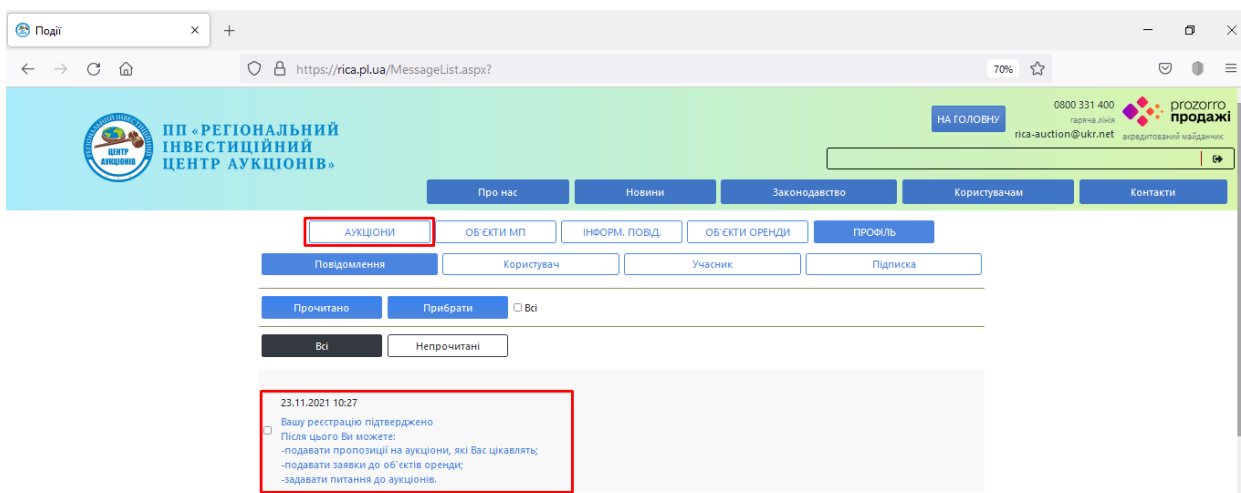 Події
https://rica.pl.ua/MessageList.aspx?
70%
ЦЕНТР
АУКЦІОНІВ
ПП «РЕГІОНАЛЬНИЙ
ІНВЕСТИЦІЙНИЙ
ЦЕНТР АУКЦІОНІВ»
НА ГОЛОВНУ
0800 331 400
гаряча лінія
rica-auction@ukr.net
prozorro
продажі
акредитований майданчик
Про нас Новини Законодавство Користувачам Контакти
АУКЦІОНИ ОБ'ЄКТИ МП ІНФОРМ. ПОВІД. ОБ'ЄКТИ ОРЕНДИ ПРОФІЛЬ
Повідомлення Користувач Учасник Підписка
Прочитано Прибрати Всі
Всі Непрочитані
23.11.2021 10:27
Вашу реєстрацію підтверджено
Після цього Ви можете:
-подавати пропозиції на аукціони, які Вас цікавлять;
-подавати заявки до об'єктів оренди;
-задавати питання до аукціонів.